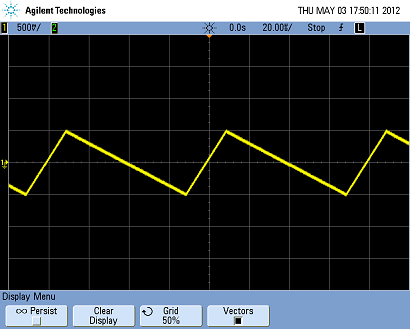 Agilent Technologies THU MAY 03 17:50:11 2012
1 500㎷/ 2 0.0s 20.00㎳/ Stop L
1
Display Menu
∞ Persist Clear Display Grid 50% Vectors